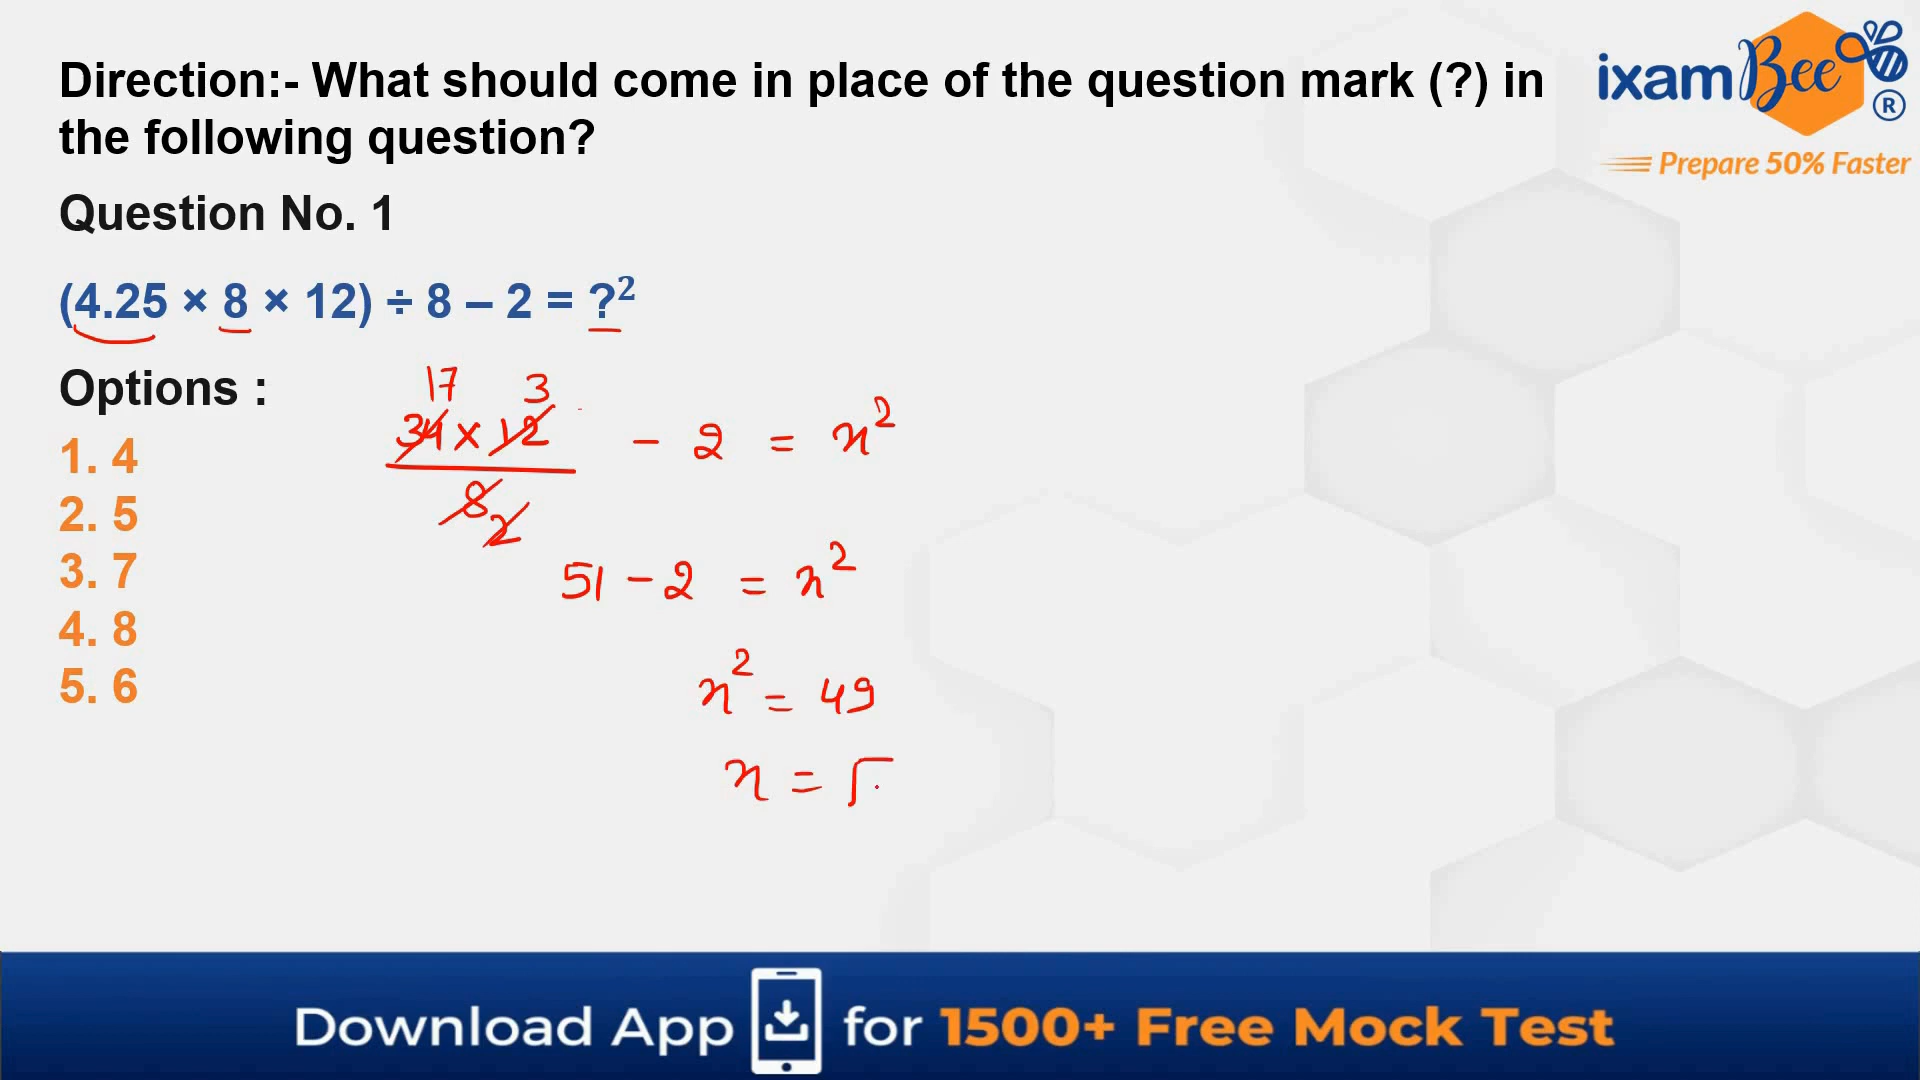 Direction:- What should come in place of the question mark (?) in
the following question?
ixamBee®
Prepare 50% Faster
Question No. 1
(4.25 × 8 × 12) ÷ 8 – 2 = ?²
Options :
1. 4
2. 5
3. 7
4. 8
5. 6
17 3
34 × 12 - 2 = x²
8 2
51 - 2 = x²
x² = 49
x = √
Download App for 1500+ Free Mock Test